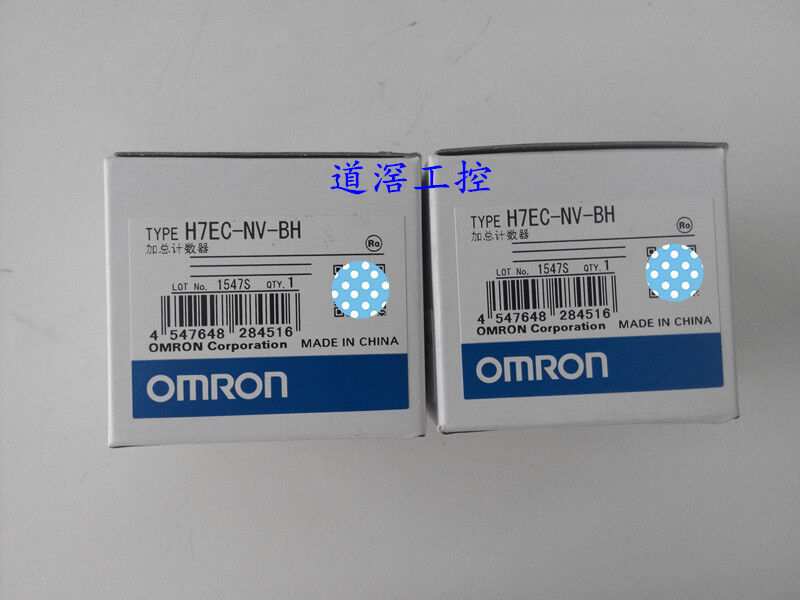 道滘工控
TYPE H7EC-NV-BH
加总计数器
Ro
LOT No. 1547S QTY. 1
4 547648 284516
OMRON Corporation MADE IN CHINA
OMRON
TYPE H7EC-NV-BH
加总计数器
Ro
LOT No. 1547S QTY. 1
4 547648 284516
OMRON Corporation MADE IN CHINA
OMRON